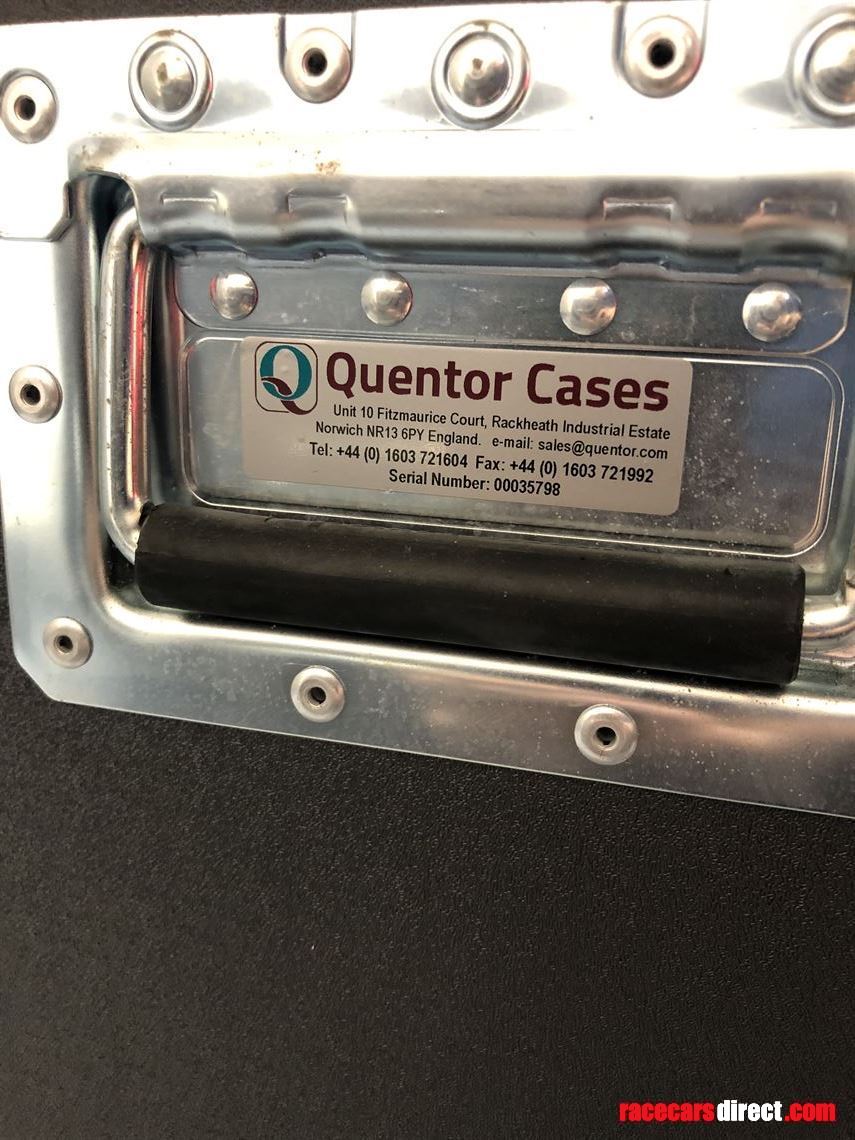 Q Quentor Cases
Unit 10 Fitzmaurice Court, Rackheath Industrial Estate
Norwich NR13 6PY England. e-mail: sales@quentor.com
Tel: +44 (0) 1603 721604 Fax: +44 (0) 1603 721992
Serial Number: 00035798
racecarsdirect.com